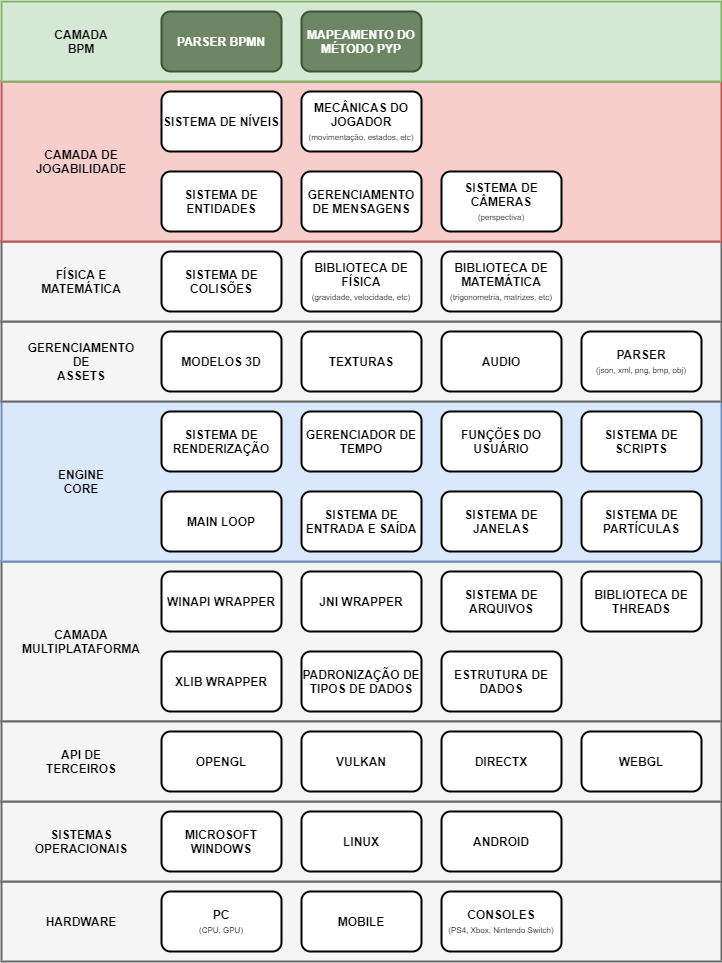 CAMADA
BPM
PARSER BPMN
MAPEAMENTO DO
MÉTODO PYP
CAMADA DE
JOGABILIDADE
SISTEMA DE NÍVEIS
MECÂNICAS DO
JOGADOR
(movimentação, estados, etc)
SISTEMA DE
ENTIDADES
GERENCIAMENTO
DE MENSAGENS
SISTEMA DE
CÂMERAS
(perspectiva)
FÍSICA E
MATEMÁTICA
SISTEMA DE
COLISÕES
BIBLIOTECA DE
FÍSICA
(gravidade, velocidade, etc)
BIBLIOTECA DE
MATEMÁTICA
(trigonometria, matrizes, etc)
GERENCIAMENTO
DE
ASSETS
MODELOS 3D
TEXTURAS
AUDIO
PARSER
(json, xml, png, bmp, obj)
ENGINE
CORE
SISTEMA DE
RENDERIZAÇÃO
GERENCIADOR DE
TEMPO
FUNÇÕES DO
USUÁRIO
SISTEMA DE
SCRIPTS
MAIN LOOP
SISTEMA DE
ENTRADA E SAÍDA
SISTEMA DE
JANELAS
SISTEMA DE
PARTÍCULAS
CAMADA
MULTIPLATAFORMA
WINAPI WRAPPER
JNI WRAPPER
SISTEMA DE
ARQUIVOS
BIBLIOTECA DE
THREADS
XLIB WRAPPER
PADRONIZAÇÃO DE
TIPOS DE DADOS
ESTRUTURA DE
DADOS
API DE
TERCEIROS
OPENGL
VULKAN
DIRECTX
WEBGL
SISTEMAS
OPERACIONAIS
MICROSOFT
WINDOWS
LINUX
ANDROID
HARDWARE
PC
(CPU, GPU)
MOBILE
CONSOLES
(PS4, Xbox, Nintendo Switch)